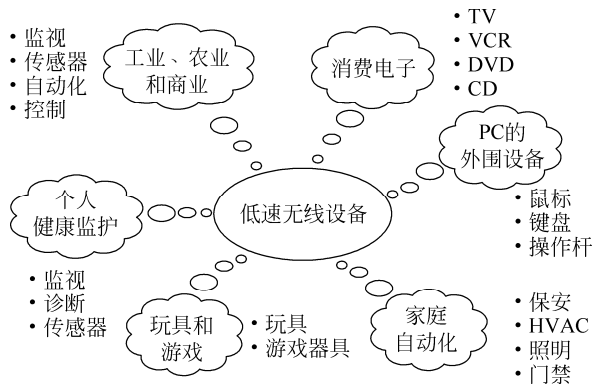 • 监视
• 传感器
• 自动化
• 控制
工业、农业
和商业
消费电子
• TV
• VCR
• DVD
• CD
PC的
外围设备
• 鼠标
• 键盘
• 操作杆
低速无线设备
个人
健康监护
• 监视
• 诊断
• 传感器
玩具和
游戏
• 玩具
• 游戏器具
家庭
自动化
• 保安
• HVAC
• 照明
• 门禁